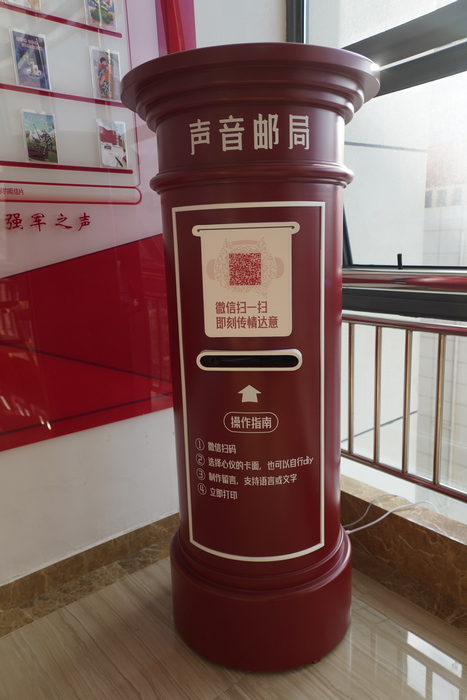 声音邮局
强军之声
微信扫一扫
即刻传情达意
操作指南
① 微信扫码
② 选择心仪的卡面，也可以自行diy
③ 制作留言，支持语言或文字
④ 立即打印